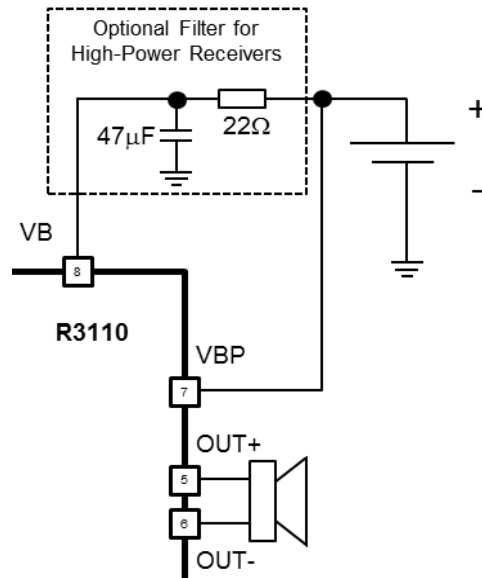 Optional Filter for
High-Power Receivers
47μF
22Ω
+
−
VB
8
R3110
VBP
7
OUT+
5
6
OUT-